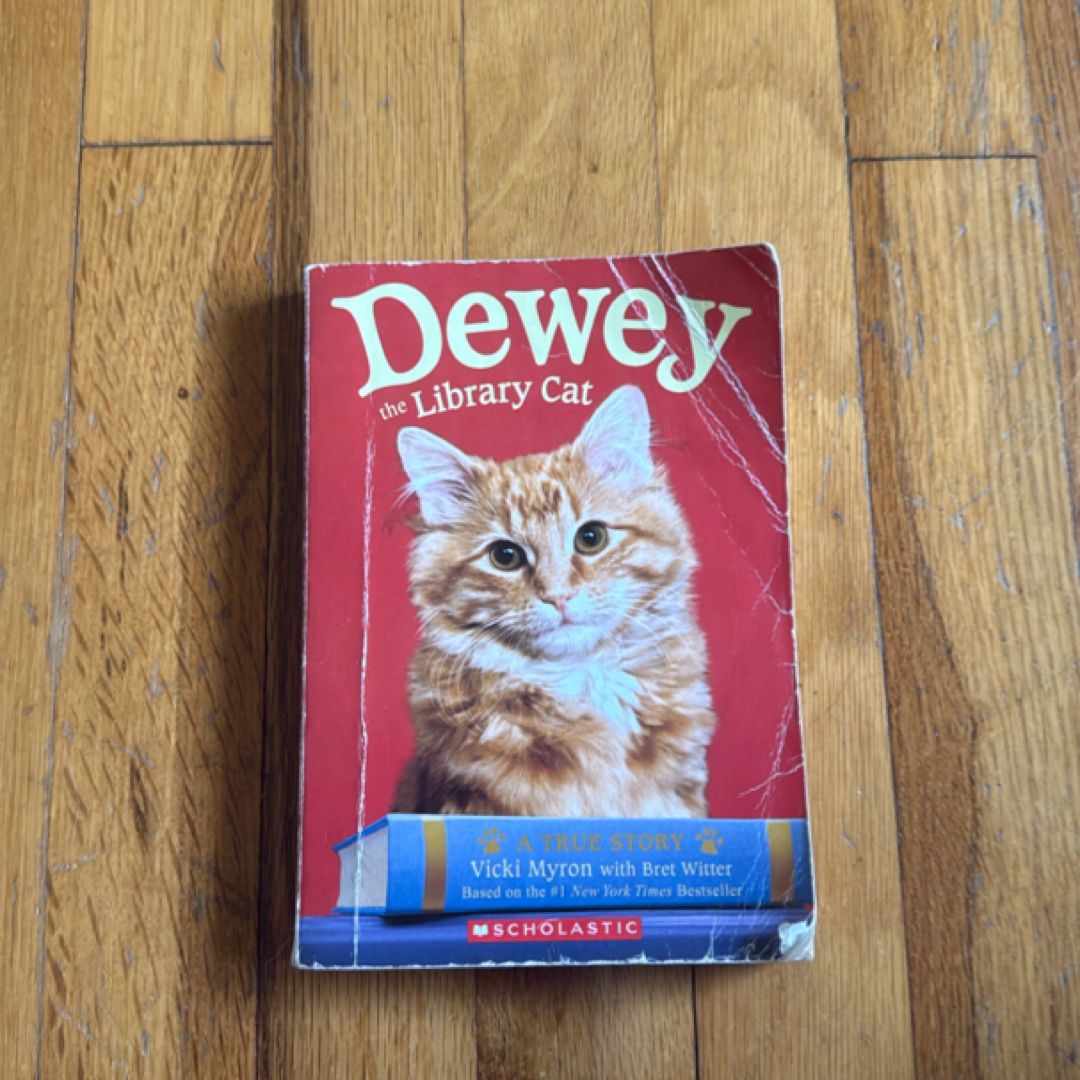 Dewey
the Library Cat
A TRUE STORY
Vicki Myron with Bret Witter
Based on the #1 New York Times Bestseller
SCHOLASTIC